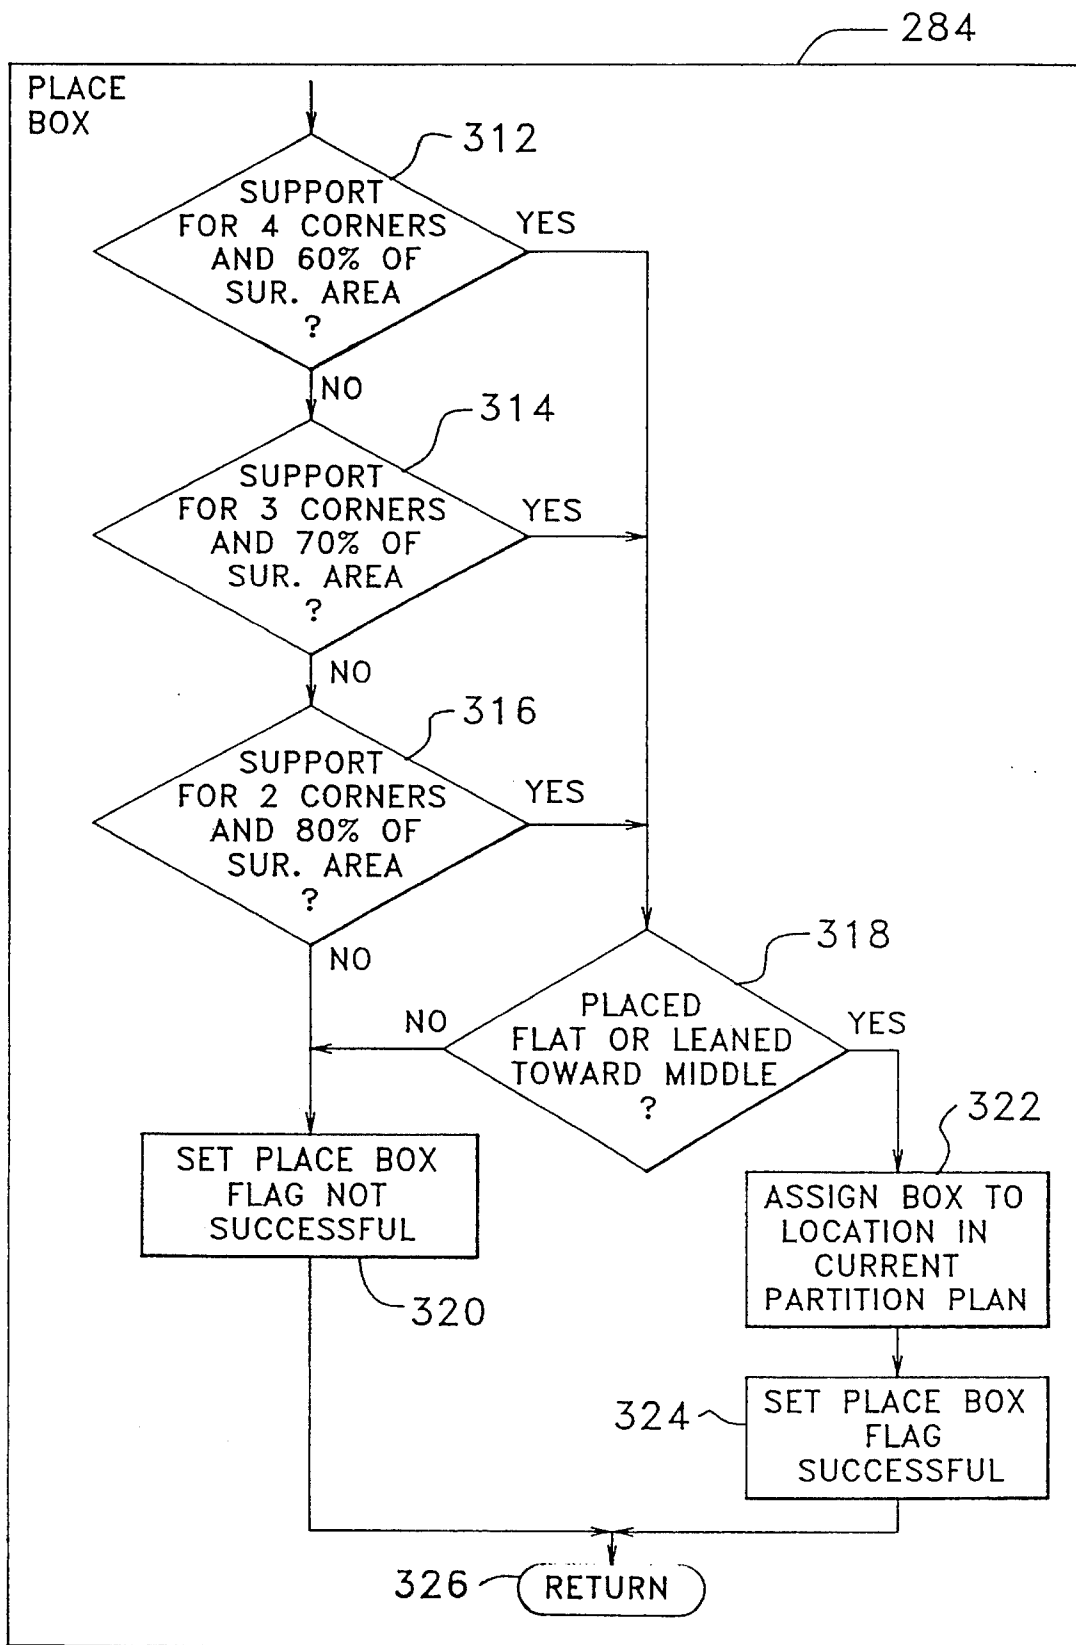 284
PLACE
BOX
312
SUPPORT
FOR 4 CORNERS
AND 60% OF
SUR. AREA
?
YES
NO
314
SUPPORT
FOR 3 CORNERS
AND 70% OF
SUR. AREA
?
YES
NO
316
SUPPORT
FOR 2 CORNERS
AND 80% OF
SUR. AREA
?
YES
NO
318
PLACED
FLAT OR LEANED
TOWARD MIDDLE
?
NO
YES
SET PLACE BOX
FLAG NOT
SUCCESSFUL
320
322
ASSIGN BOX TO
LOCATION IN
CURRENT
PARTITION PLAN
324
SET PLACE BOX
FLAG
SUCCESSFUL
326
RETURN